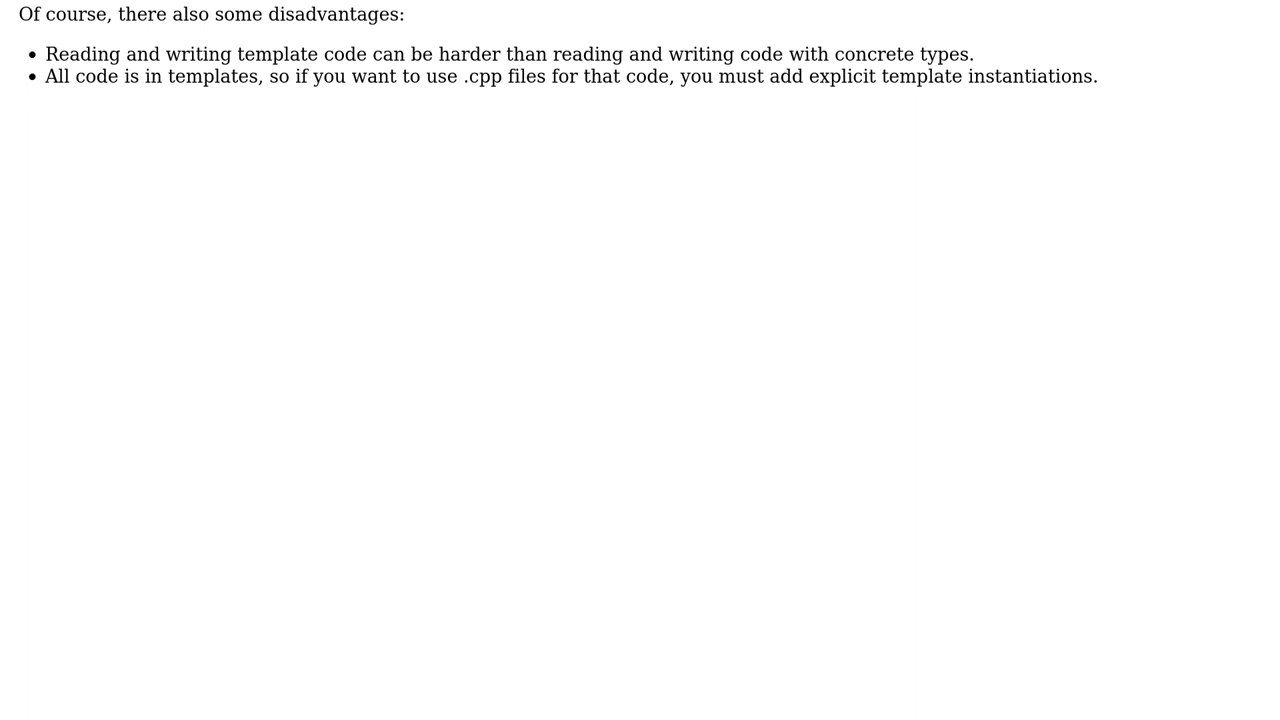 Of course, there also some disadvantages:
• Reading and writing template code can be harder than reading and writing code with concrete types.
• All code is in templates, so if you want to use .cpp files for that code, you must add explicit template instantiations.